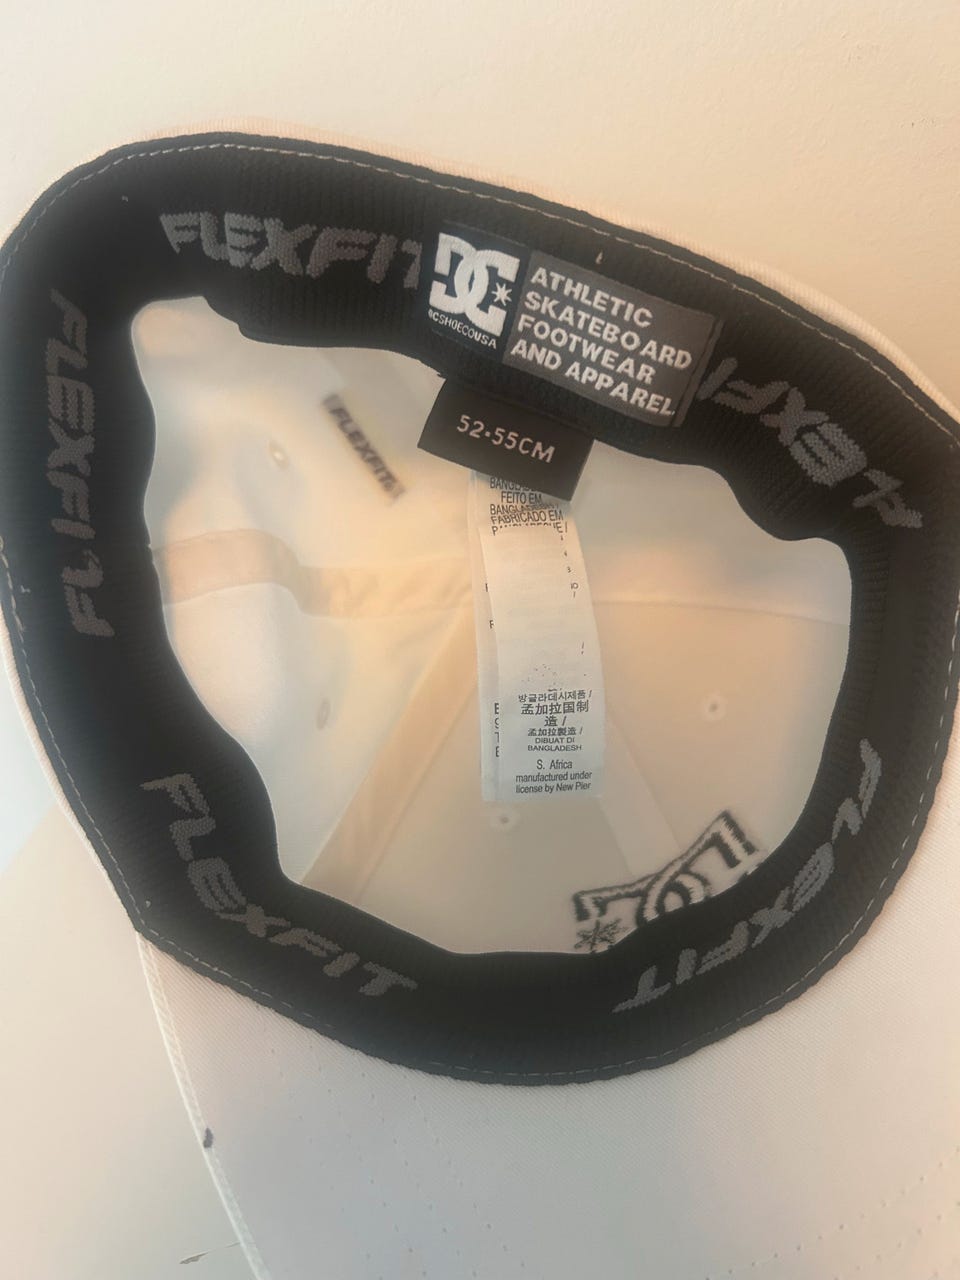 FLEXFIT
DC
DCSHOECOUSA
ATHLETIC
SKATEBOARD
FOOTWEAR
AND APPAREL
FLEXFIT
FLEXFIT
FLEXFIT
52-55CM
FEITO EM
BANGLADESH /
FABRICADO EM
방글라데시제품 /
孟加拉国制
造 /
孟加拉製造 /
DIBUAT DI
BANGLADESH
S. Africa
manufactured under
license by New Pier
FLEXFIT
FLEXFIT